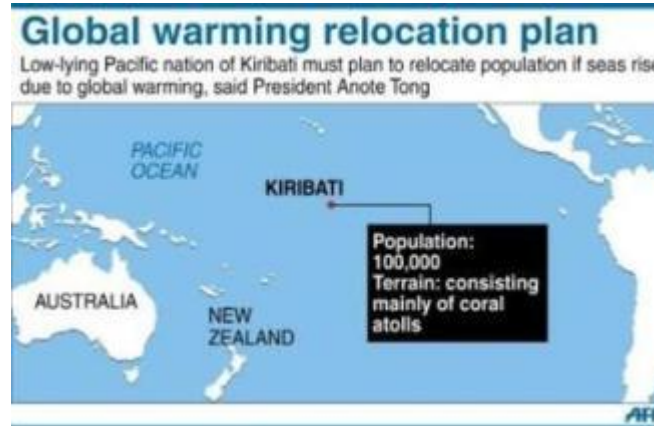 Global warming relocation plan
Low-lying Pacific nation of Kiribati must plan to relocate population if seas rise
due to global warming, said President Anote Tong
PACIFIC
OCEAN
KIRIBATI
Population:
100,000
Terrain: consisting
mainly of coral
atolls
AUSTRALIA
NEW
ZEALAND
AFP